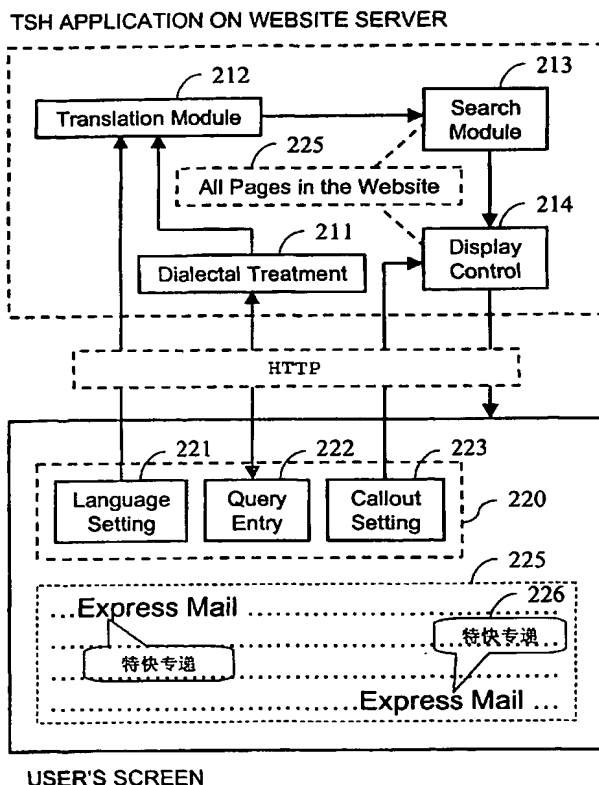 TSH APPLICATION ON WEBSITE SERVER
212
213
Translation Module
Search
Module
225
All Pages in the Website
211
214
Dialectal Treatment
Display
Control
HTTP
221
222
223
Language
Setting
Query
Entry
Callout
Setting
220
225
...Express Mail ........................
226
特快专递
特快专递
........................Express Mail ...
USER'S SCREEN